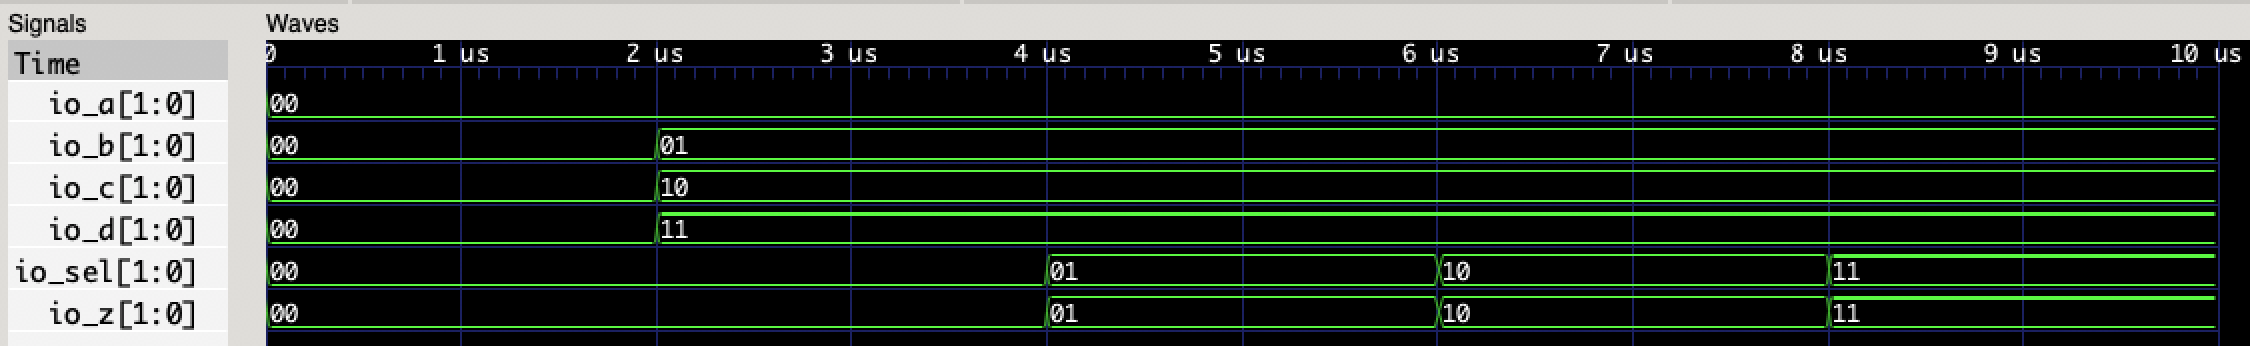 Signals Waves
Time 0 1 us 2 us 3 us 4 us 5 us 6 us 7 us 8 us 9 us 10 us
io_a[1:0] 00
io_b[1:0] 00 01
io_c[1:0] 00 10
io_d[1:0] 00 11
io_sel[1:0] 00 01 10 11
io_z[1:0] 00 01 10 11